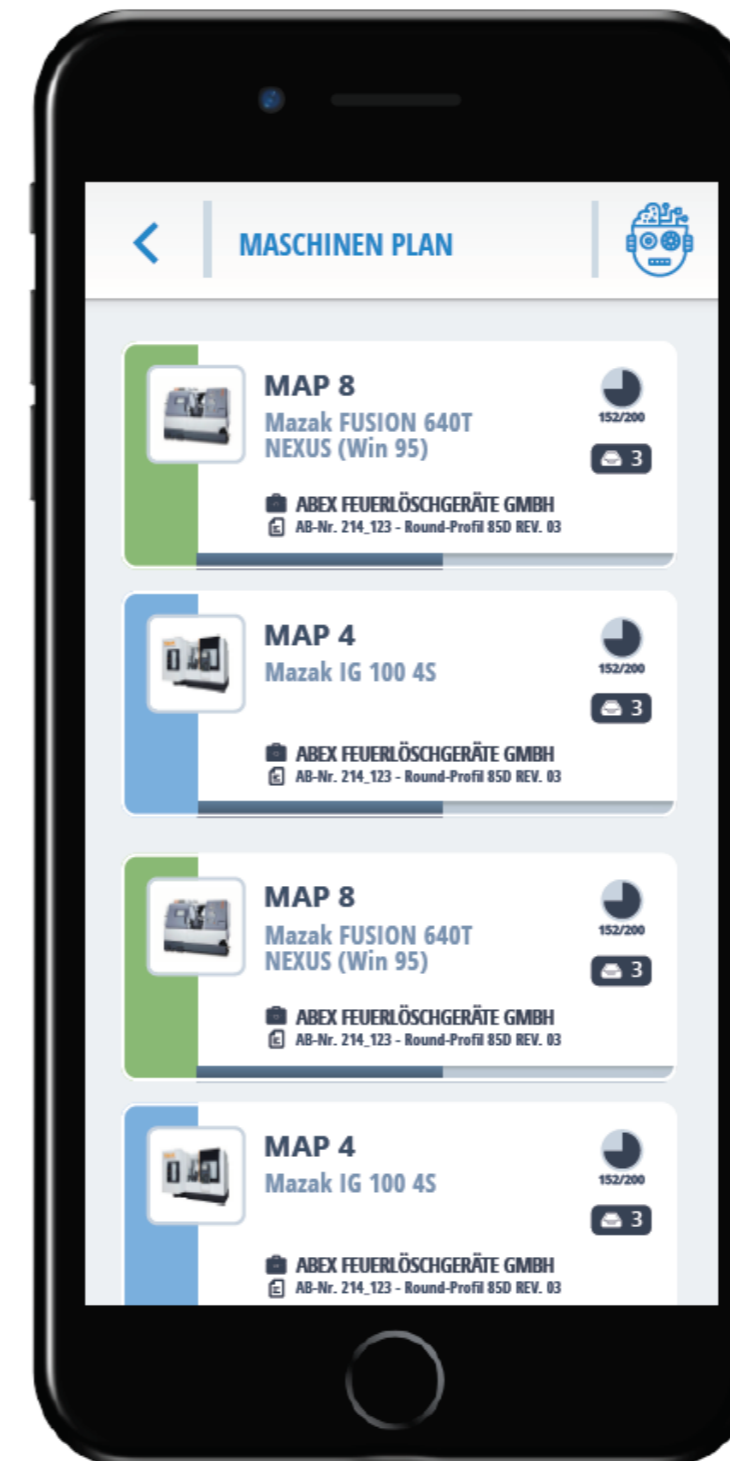 MASCHINEN PLAN
MAP 8
Mazak FUSION 640T
NEXUS (Win 95)
152/200
3
ABEX FEUERLÖSCHGERÄTE GMBH
AB-Nr. 214_123 - Round-Profil 85D REV. 03
MAP 4
Mazak IG 100 4S
152/200
3
ABEX FEUERLÖSCHGERÄTE GMBH
AB-Nr. 214_123 - Round-Profil 85D REV. 03
MAP 8
Mazak FUSION 640T
NEXUS (Win 95)
152/200
3
ABEX FEUERLÖSCHGERÄTE GMBH
AB-Nr. 214_123 - Round-Profil 85D REV. 03
MAP 4
Mazak IG 100 4S
152/200
3
ABEX FEUERLÖSCHGERÄTE GMBH
AB-Nr. 214_123 - Round-Profil 85D REV. 03